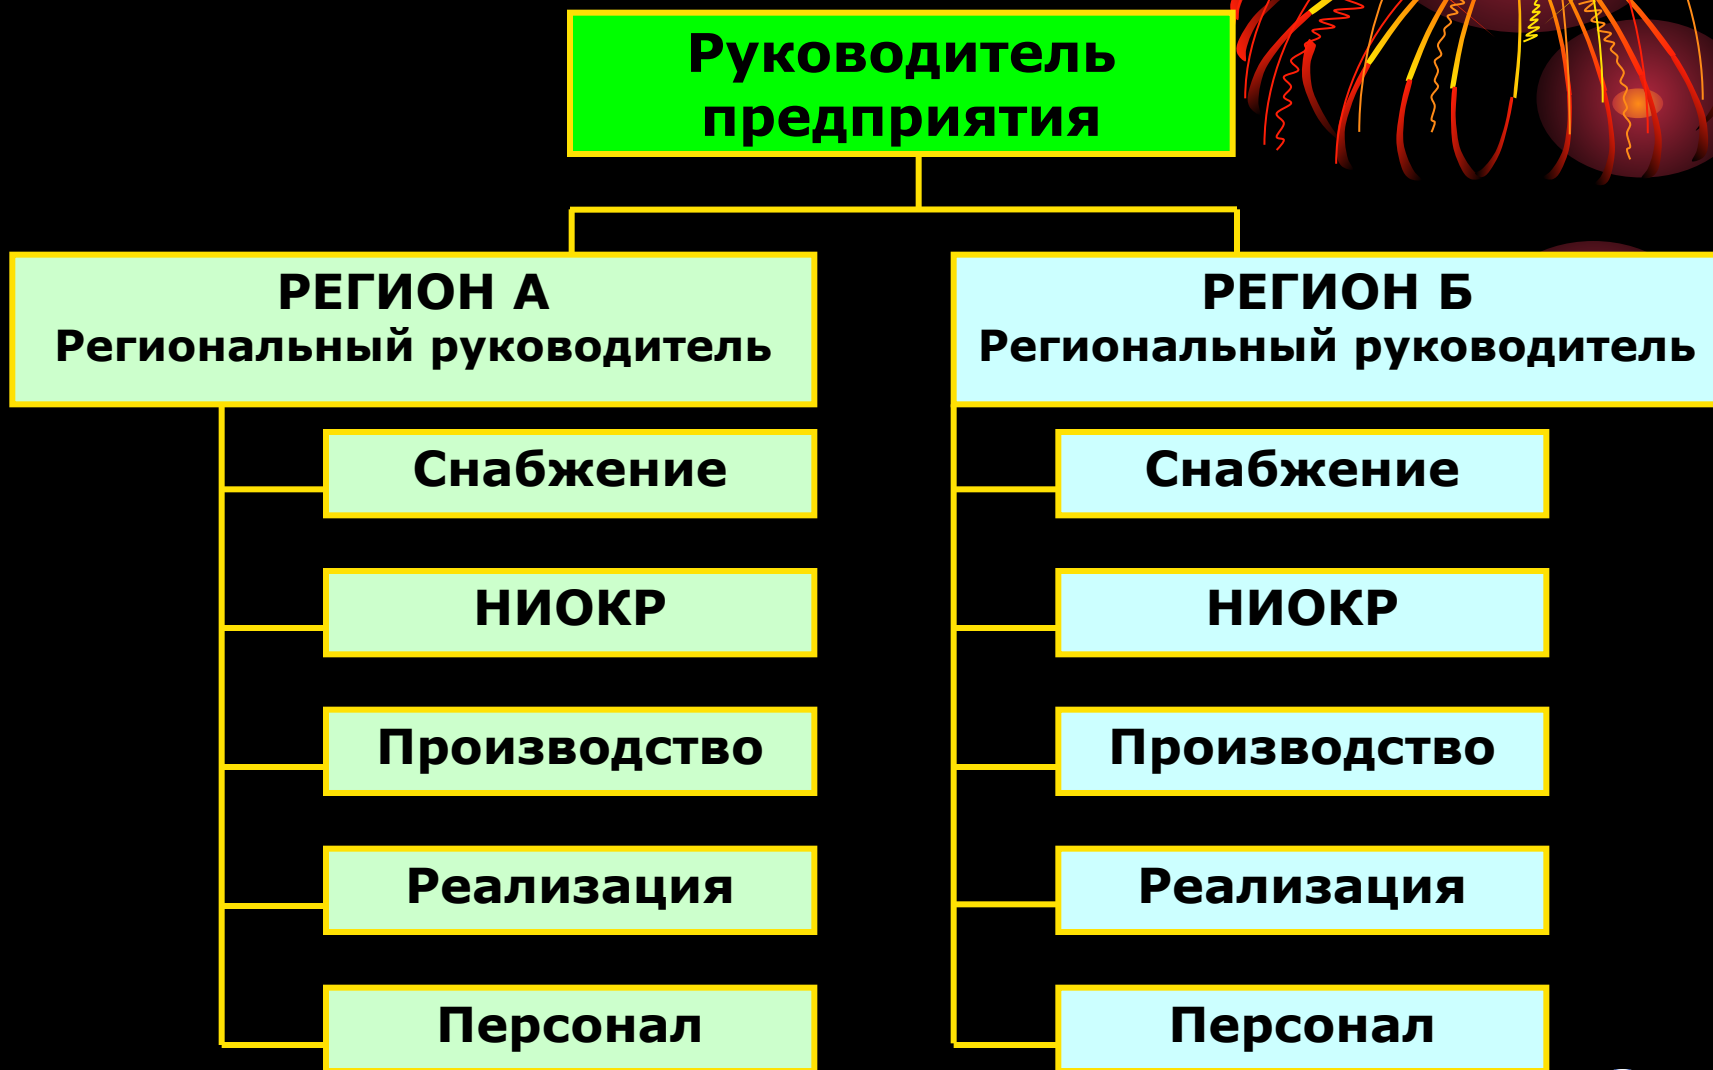 Руководитель
предприятия
РЕГИОН А
Региональный руководитель
РЕГИОН Б
Региональный руководитель
Снабжение
НИОКР
Производство
Реализация
Персонал
Снабжение
НИОКР
Производство
Реализация
Персонал